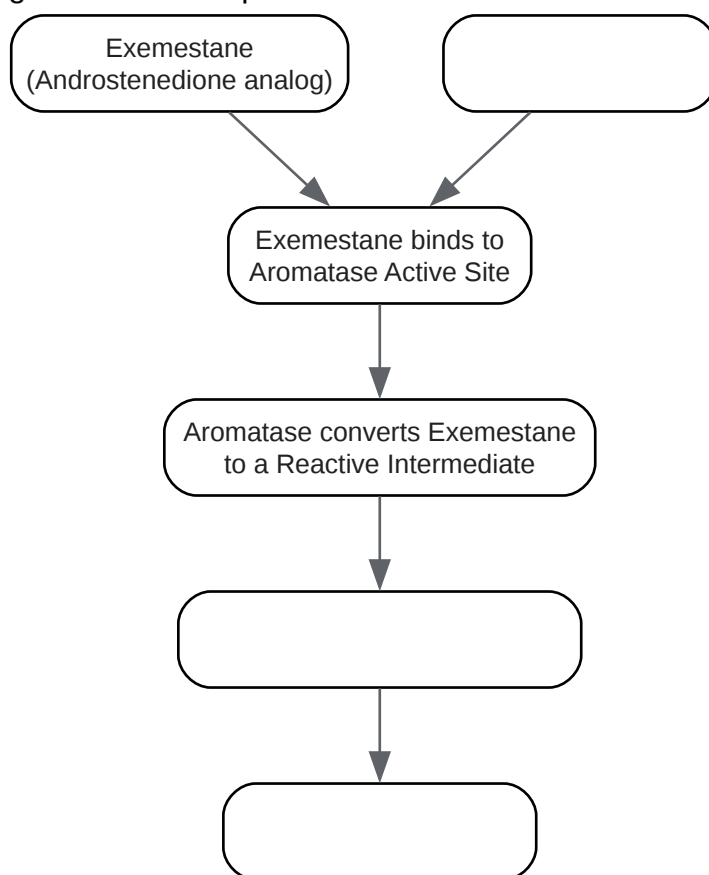 Exemestane
(Androstenedione analog)
Exemestane binds to
Aromatase Active Site
Aromatase converts Exemestane
to a Reactive Intermediate